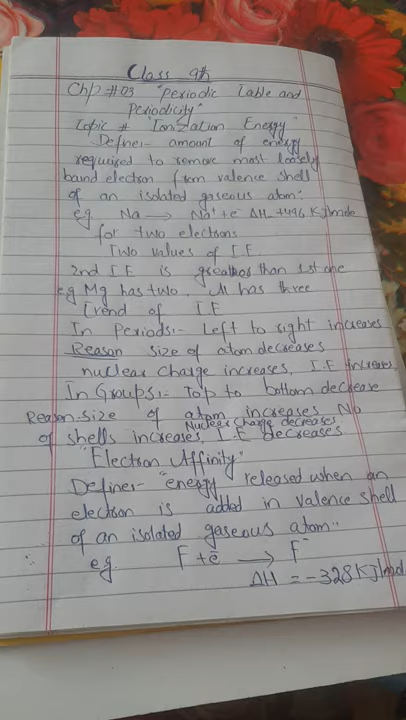 Class 9th
Chp #03 "Periodic Table and
Periodicity"
Topic # "Ionization Energy"
Define:- amount of energy
required to remove most loosely
band electron from valence shell
of an isolated gaseous atom:
eg Na → Na⁺+e⁻ ΔH +496 KJ/mole
for two electrons
Two values of I.E
2nd I E is greater than 1st one
eg Mg has two. Al has three
Trend of I E
In Periods:- Left to right increases
Reason size of atom decreases
nuclear charge increases, I.E increases
In Groups:- Top to bottom decrease
Reason. size of atom increases No
Nuclear Charge decreases
of shells increases, I.E decreases
"Electron Affinity"
Define:- "energy released when an
electron is added in valence shell
of an isolated gaseous atom"
eg. F + e⁻ → F⁻
ΔH = -328 KJ/mol